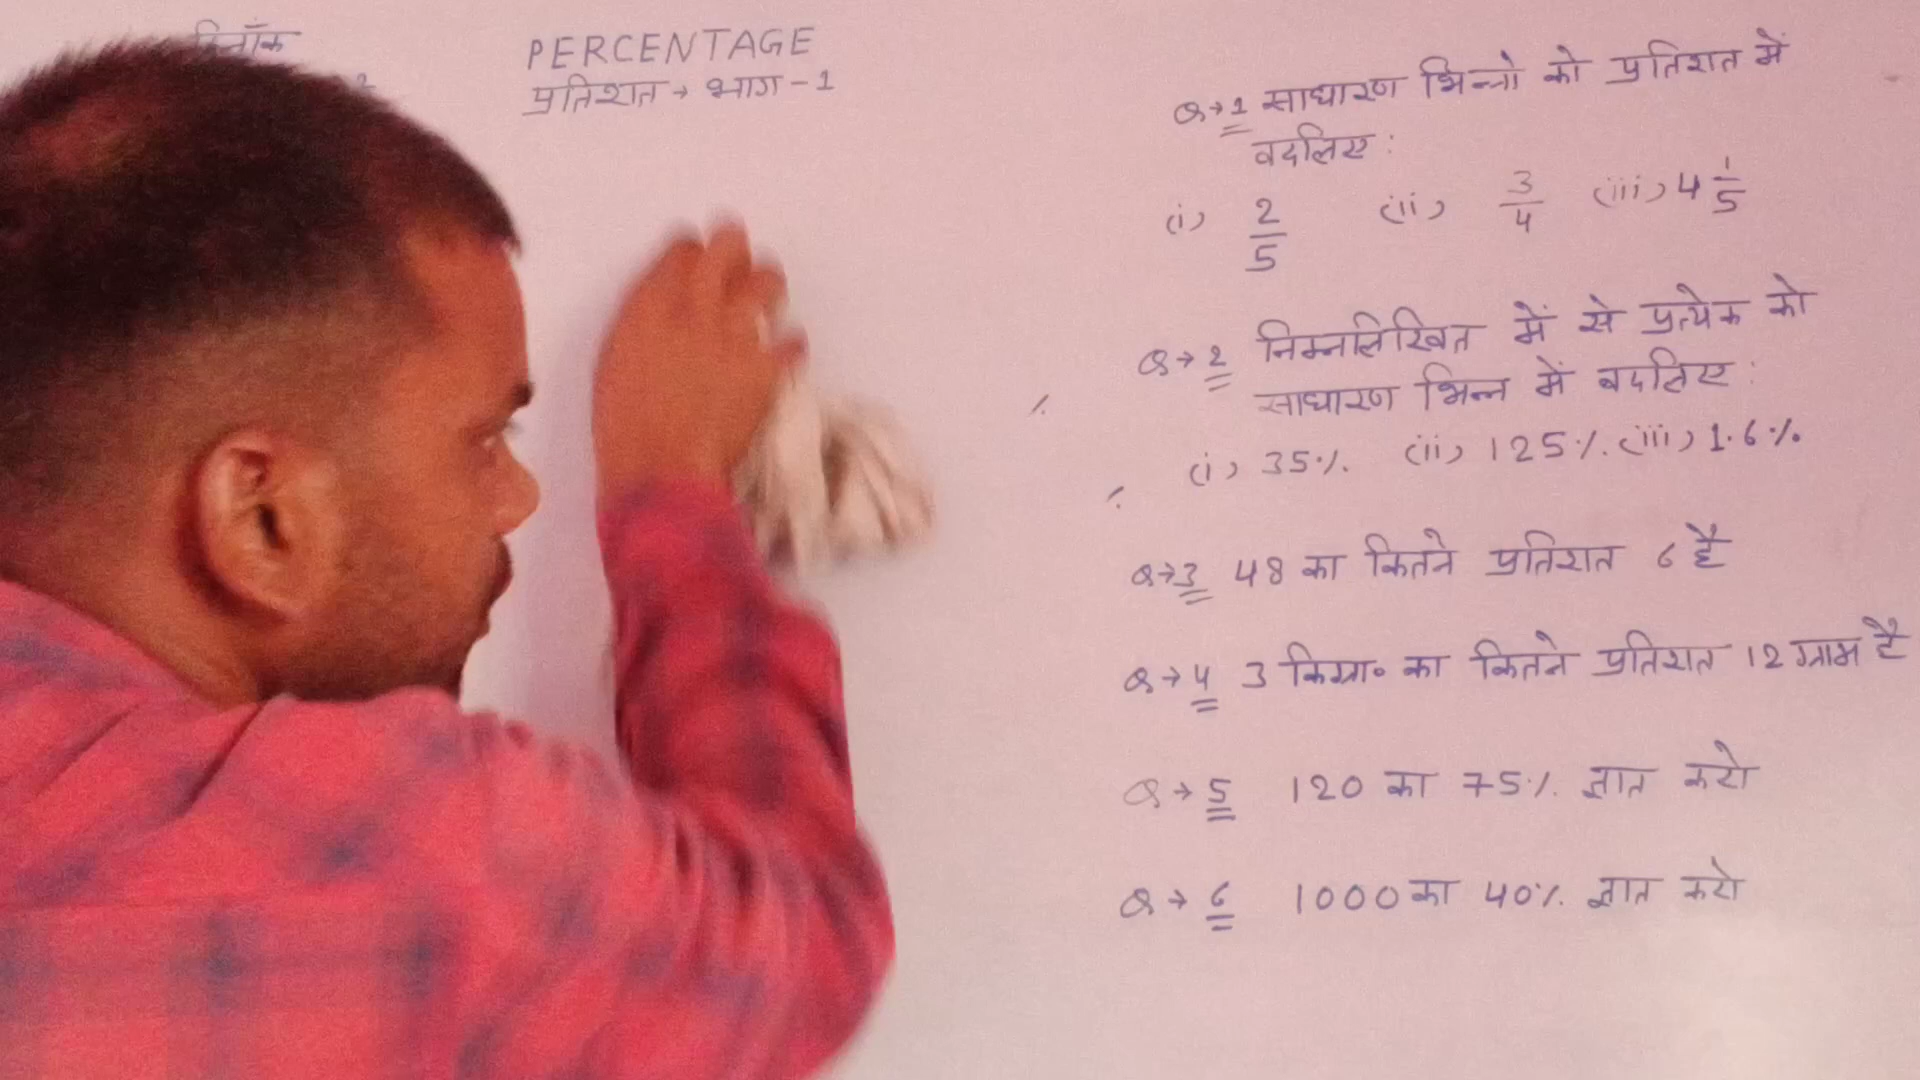 दिनाँक
PERCENTAGE
प्रतिशत → भाग - 1
Q→1 साधारण भिन्नो को प्रतिशत में
बदलिए :
(i) 2/5 (ii) 3/4 (iii) 4 1/5
Q→2 निम्नलिखित में से प्रत्येक को
साधारण भिन्न में बदलिए :
(i) 35% (ii) 125% (iii) 1.6%
Q→3 48 का कितने प्रतिशत 6 है
Q→4 3 किग्रा० का कितने प्रतिशत 12 ग्राम है
Q→5 120 का 75% ज्ञात करो
Q→6 1000 का 40% ज्ञात करो